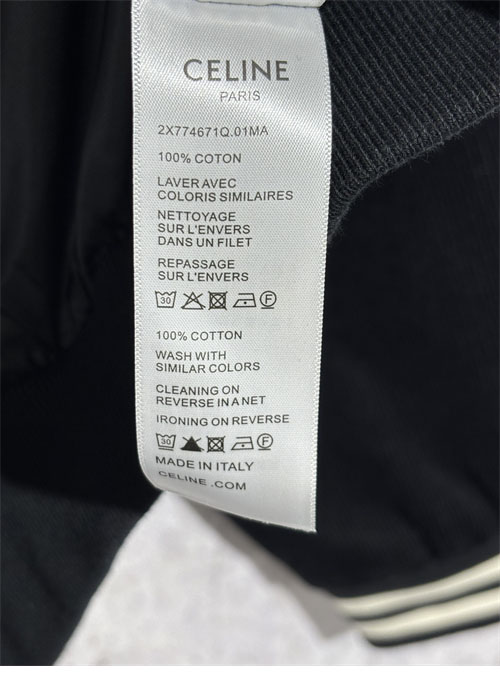 CELINE
PARIS
2X774671Q.01MA
100% COTON
LAVER AVEC
COLORIS SIMILAIRES
NETTOYAGE
SUR L'ENVERS
DANS UN FILET
REPASSAGE
SUR L'ENVERS
30 F
100% COTTON
WASH WITH
SIMILAR COLORS
CLEANING ON
REVERSE IN A NET
IRONING ON REVERSE
30 F
MADE IN ITALY
CELINE .COM